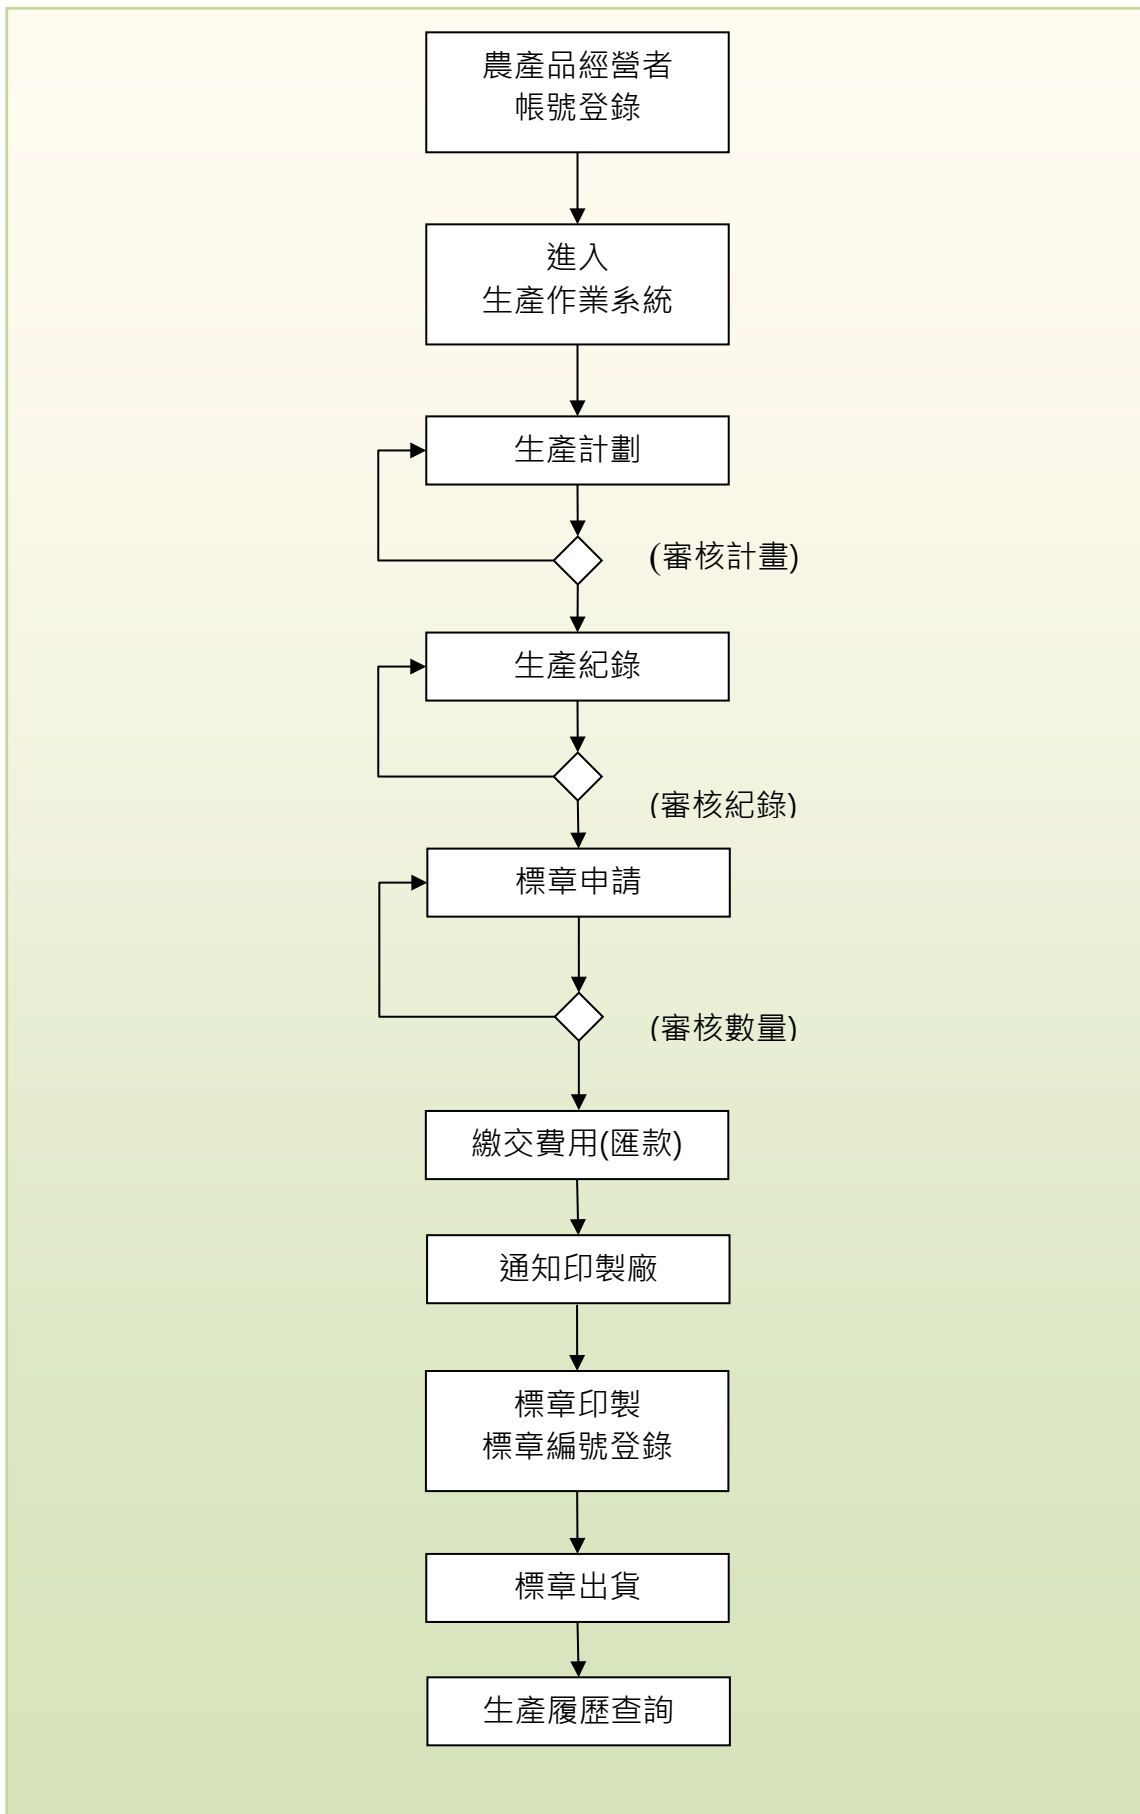 農產品經營者
帳號登錄
進入
生產作業系統
生產計劃
(審核計畫)
生產紀錄
(審核紀錄)
標章申請
(審核數量)
繳交費用(匯款)
通知印製廠
標章印製
標章編號登錄
標章出貨
生產履歷查詢